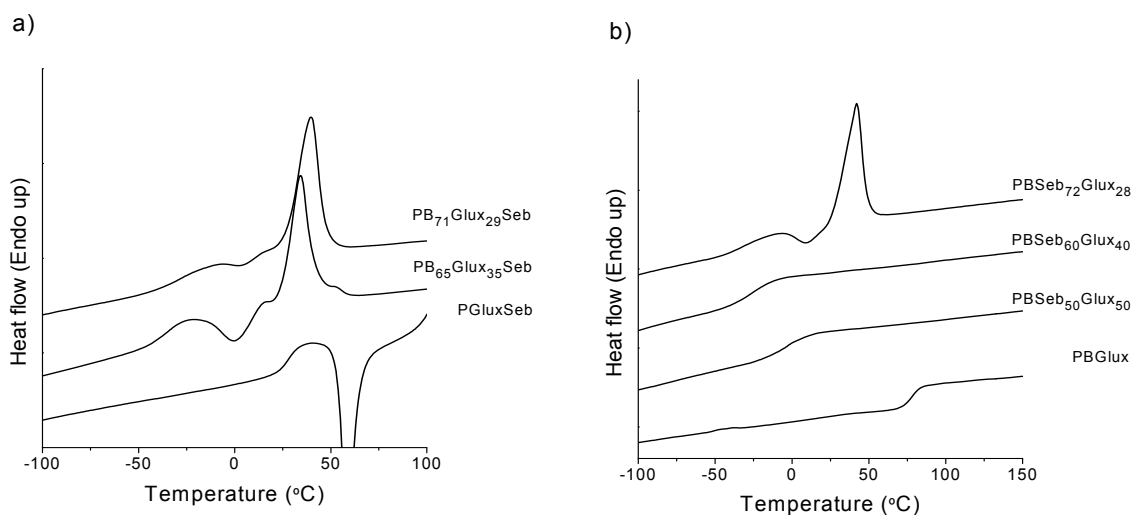 a)
Heat flow (Endo up)
PB71Glux29Seb
PB65Glux35Seb
PGluxSeb
-100 -50 0 50 100
Temperature (oC)
b)
Heat flow (Endo up)
PBSeb72Glux28
PBSeb60Glux40
PBSeb50Glux50
PBGlux
-100 -50 0 50 100 150
Temperature (oC)